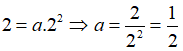 2 = a.2² ⇒ a = 2/2² = 1/2